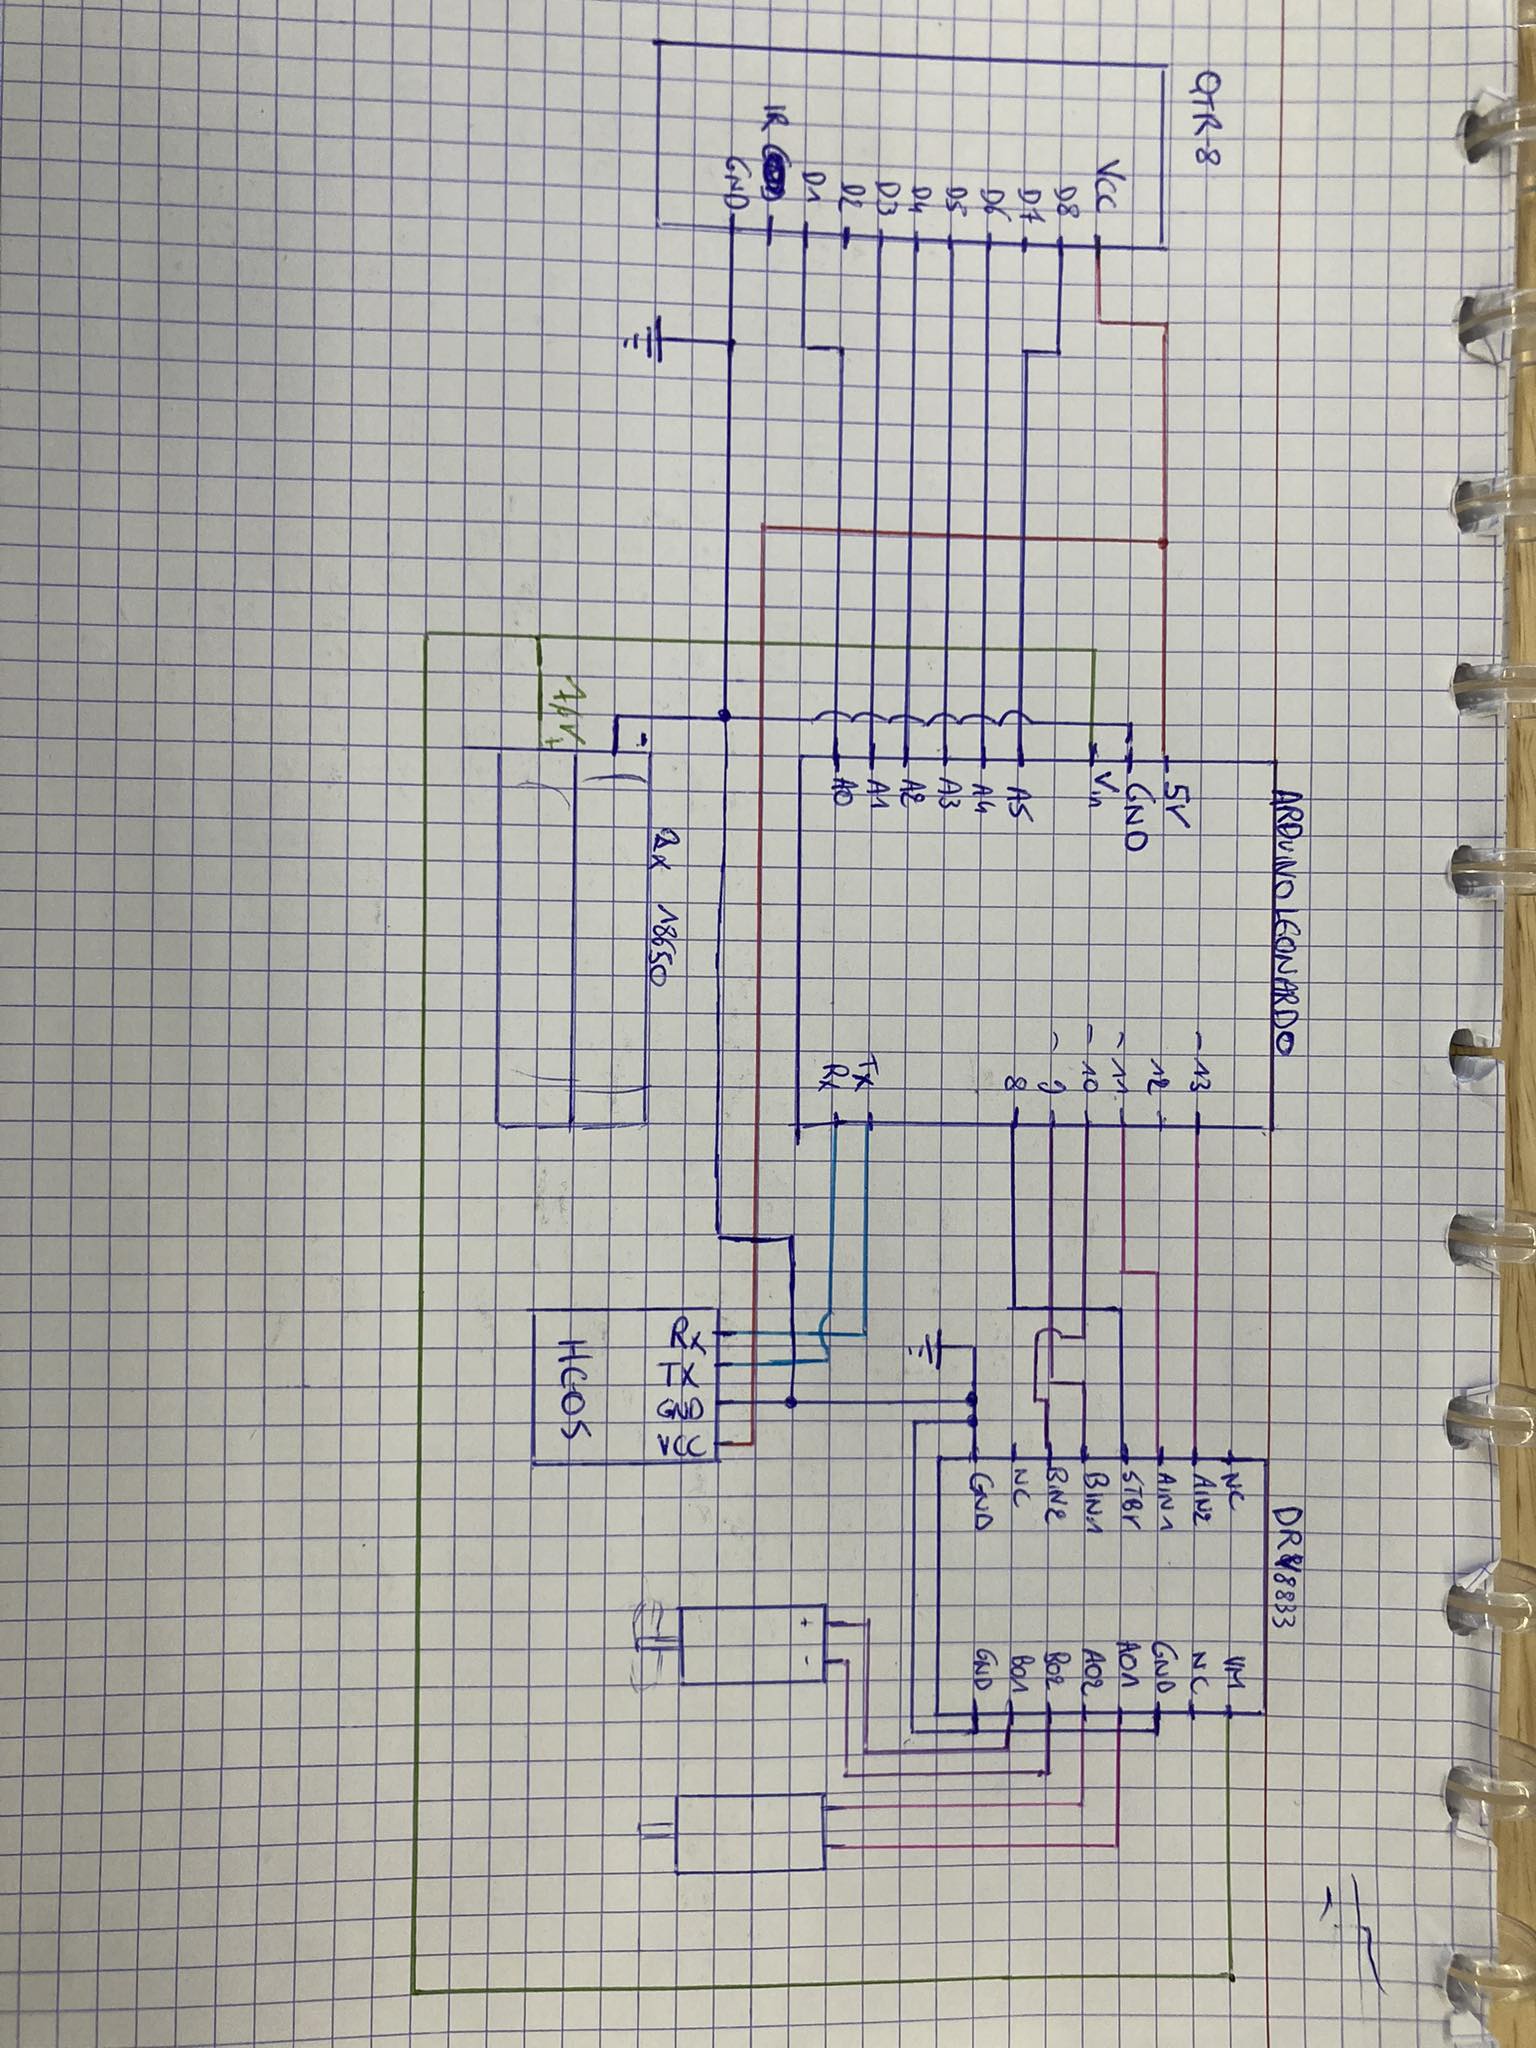 QTR-8
IR
GND
D1
D2
D3
D4
D5
D6
D7
D8
Vcc
7,4V
+
-
2x 18650
ARDUINO LEONARDO
A0
A1
A2
A3
A4
A5
Vin
GND
5V
Rx
Tx
8
~ 9
~ 10
~ 11
12
~ 13
HC05
Rx
TX
GND
VCC
DRV8833
GND
NC
BIN2
BIN1
STBY
AIN1
AIN2
NC
GND
BO1
BO2
AO2
AO1
GND
NC
VM
+ -